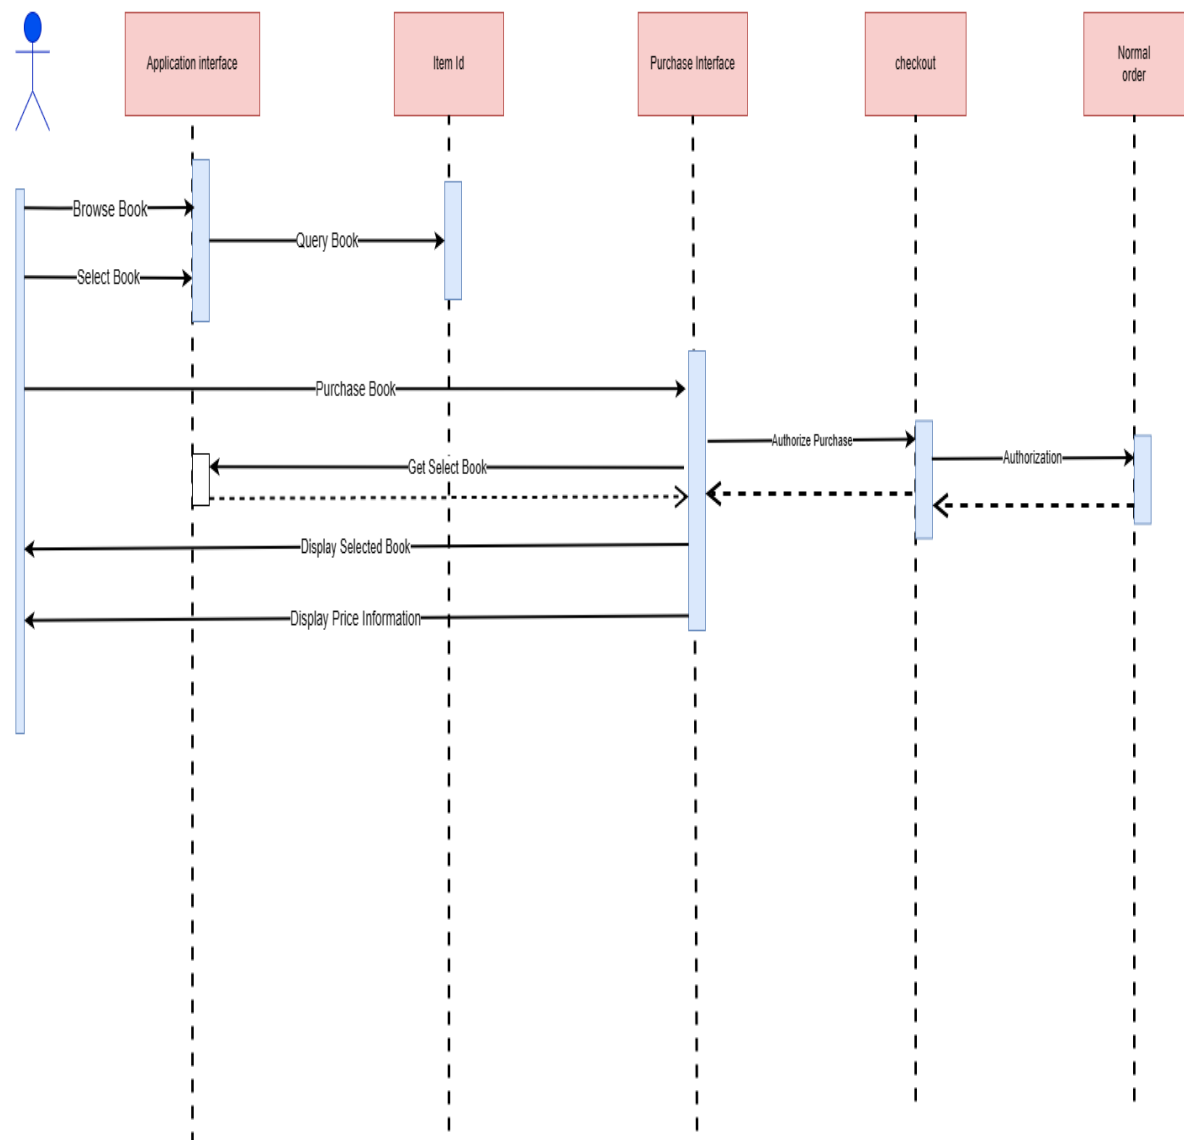 Application interface
Item Id
Purchase Interface
checkout
Normal
order
Browse Book
Query Book
Select Book
Purchase Book
Authorize Purchase
Authorization
Get Select Book
Display Selected Book
Display Price Information